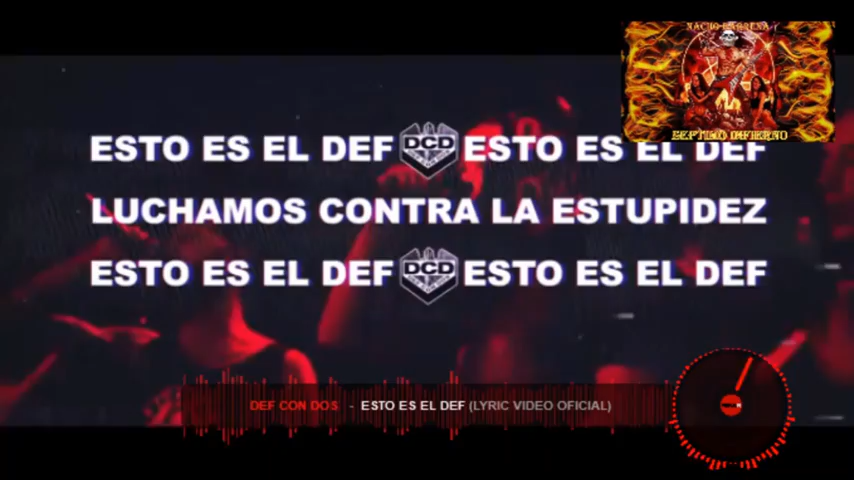 NACHO
SEPTIMO INFIERNO
ESTO ES EL DEF DCD ESTO ES EL DEF
LUCHAMOS CONTRA LA ESTUPIDEZ
ESTO ES EL DEF DCD ESTO ES EL DEF
DEF CON DOS - ESTO ES EL DEF (LYRIC VIDEO OFICIAL)